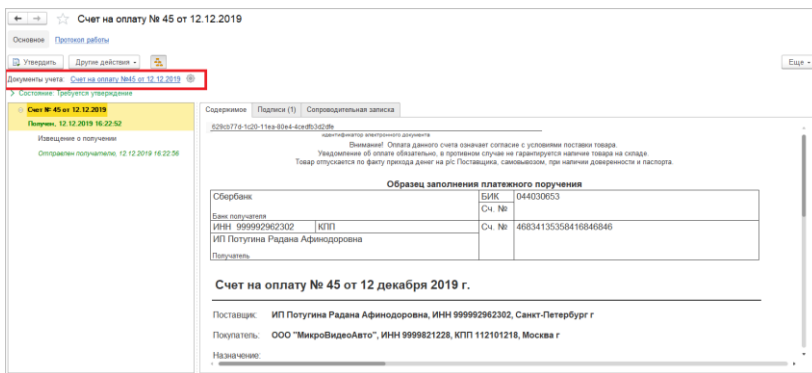 Счет на оплату № 45 от 12.12.2019
Основное Протокол работы
Утвердить Другие действия Еще
Документы учета: Счет на оплату №45 от 12.12.2019
Состояние: Требуется утверждение
Счет № 45 от 12.12.2019
Получен, 12.12.2019 16:22:52
Извещение о получении
Отправлен получателю, 12.12.2019 16:22:56
Содержимое Подписи (1) Сопроводительная записка
629cb77d-1c20-11ea-80e4-4cedfb3d2dfe
идентификатор электронного документа
Внимание! Оплата данного счета означает согласие с условиями поставки товара.
Уведомление об оплате обязательно, в противном случае не гарантируется наличие товара на складе.
Товар отпускается по факту прихода денег на р/с Поставщика, самовывозом, при наличии доверенности и паспорта.
Образец заполнения платежного поручения
Сбербанк БИК 044030653
Сч. №
Банк получателя
ИНН 999992962302 КПП Сч. № 46834135358416846846
ИП Потугина Радана Афинодоровна
Получатель
Счет на оплату № 45 от 12 декабря 2019 г.
Поставщик: ИП Потугина Радана Афинодоровна, ИНН 999992962302, Санкт-Петербург г
Покупатель: ООО "МикроВидеоАвто", ИНН 9999821228, КПП 112101218, Москва г
Назначение: